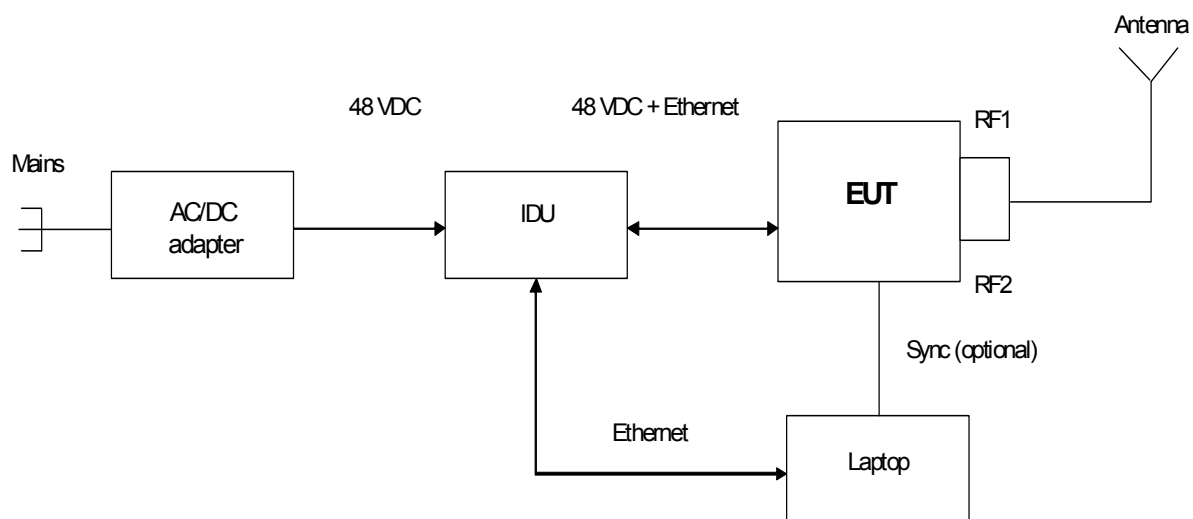 Antenna
48 VDC
48 VDC + Ethernet
RF1
Mains
AC/DC
adapter
IDU
EUT
RF2
Sync (optional)
Ethernet
Laptop